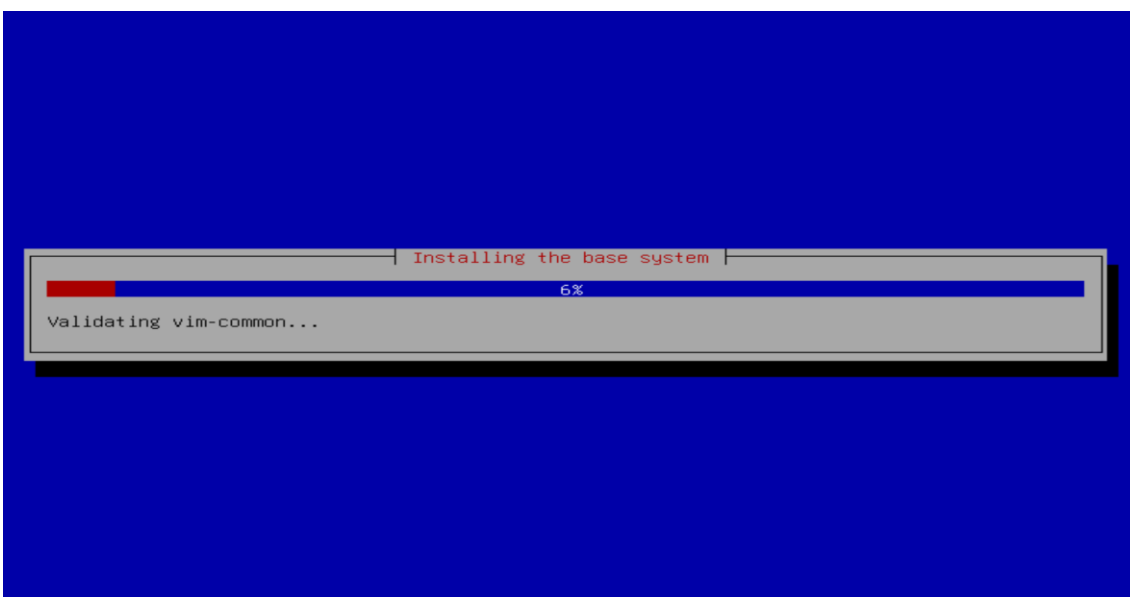 Installing the base system
6%
Validating vim-common...